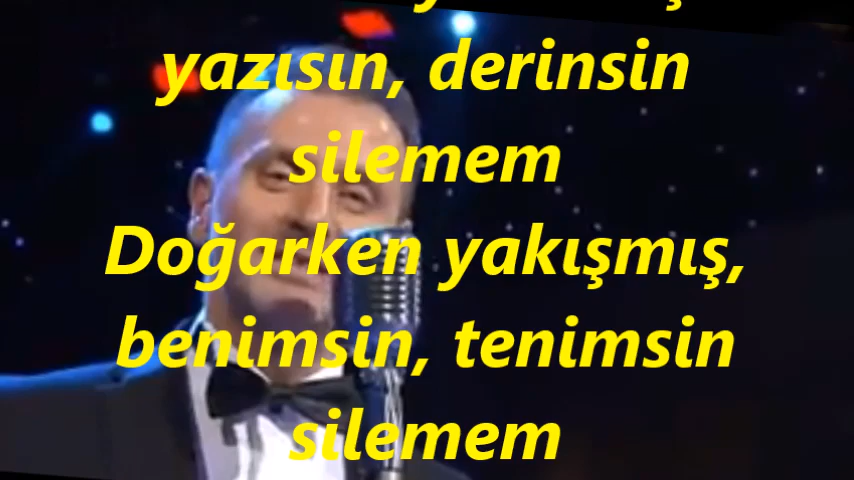 yazısın, derinsin
silemem
Doğarken yakışmış,
benimsin, tenimsin
silemem